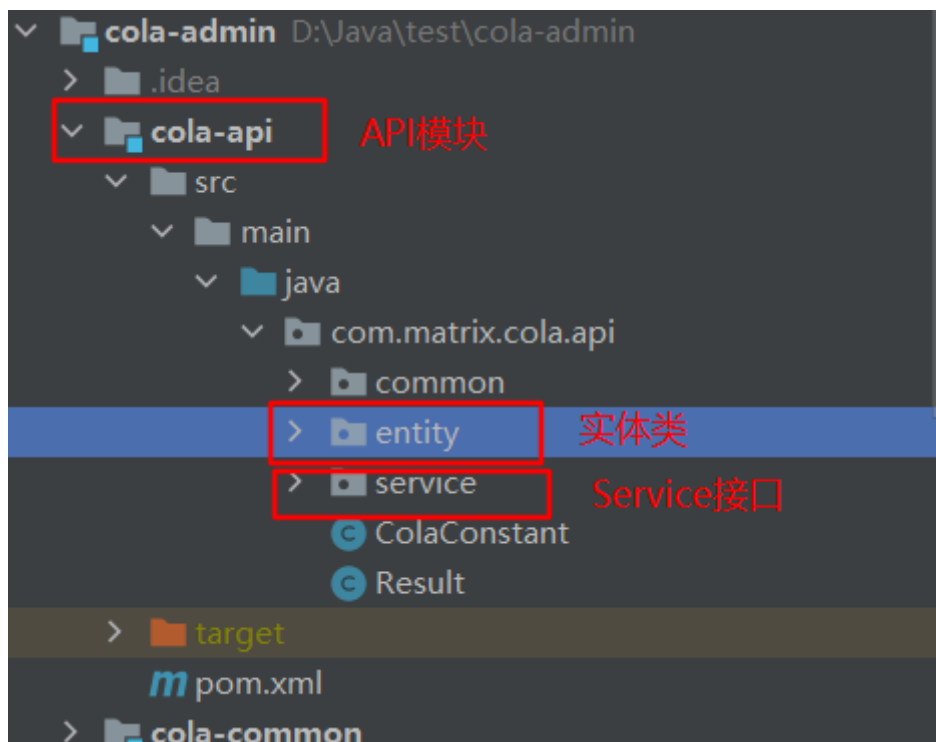 cola-admin D:\Java\test\cola-admin
.idea
cola-api API模块
src
main
java
com.matrix.cola.api
common
entity 实体类
service Service接口
ColaConstant
Result
target
pom.xml
cola-common